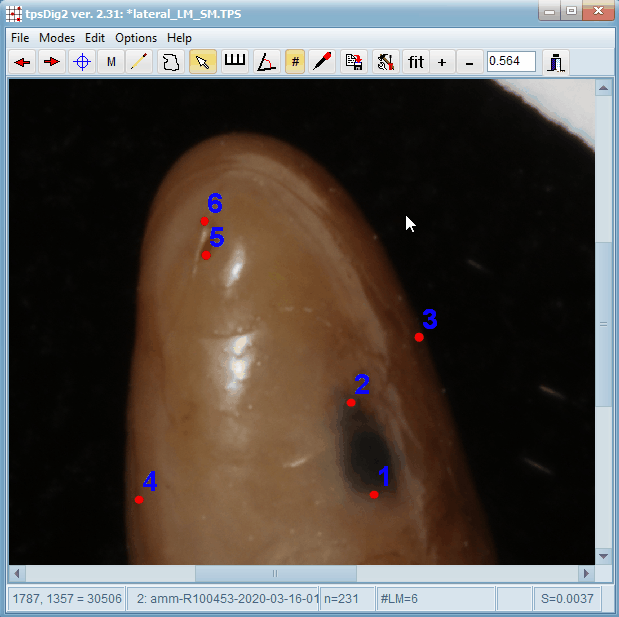 tpsDig2 ver. 2.31: *lateral_LM_SM.TPS
File Modes Edit Options Help
M # fit + - 0.564
6
5
3
2
1
4
1787, 1357 = 30506 2: amm-R100453-2020-03-16-01 n=231 #LM=6 S=0.0037